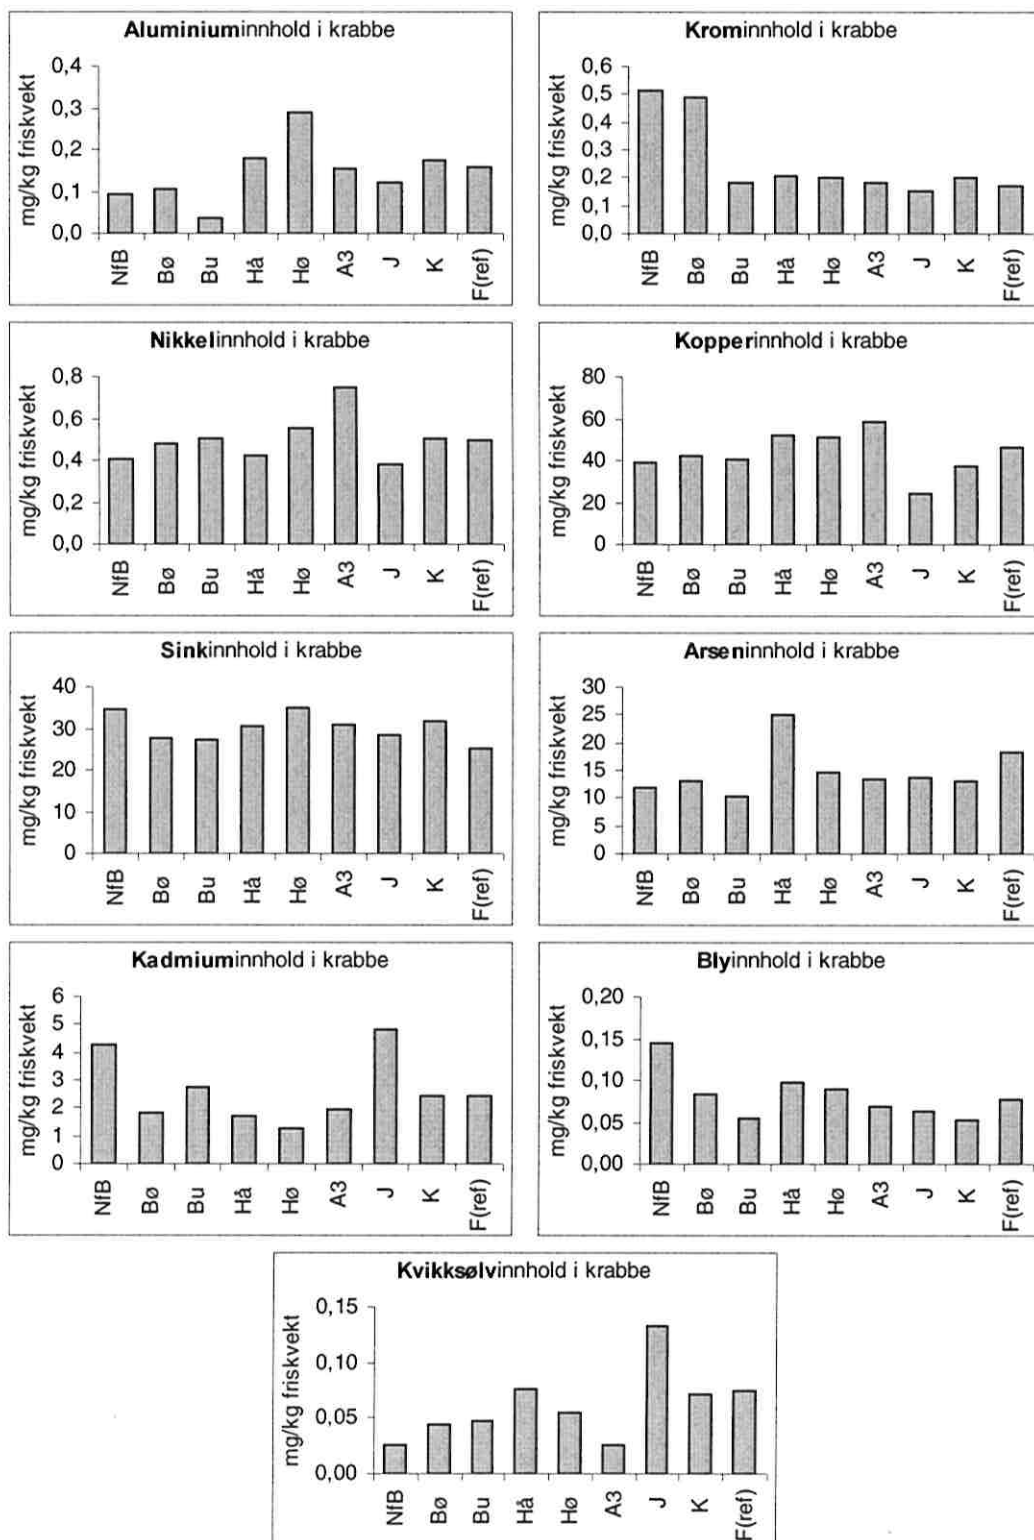 Aluminiuminnhold i krabbe
mg/kg friskvekt
0,4
0,3
0,2
0,1
0,0
NfB Bø Bu Hå Hø A3 J K F(ref)
Krominnhold i krabbe
mg/kg friskvekt
0,6
0,5
0,4
0,3
0,2
0,1
0,0
NfB Bø Bu Hå Hø A3 J K F(ref)
Nikkelinnhold i krabbe
mg/kg friskvekt
0,8
0,6
0,4
0,2
0,0
NfB Bø Bu Hå Hø A3 J K F(ref)
Kopperinnhold i krabbe
mg/kg friskvekt
80
60
40
20
0
NfB Bø Bu Hå Hø A3 J K F(ref)
Sinkinnhold i krabbe
mg/kg friskvekt
40
30
20
10
0
NfB Bø Bu Hå Hø A3 J K F(ref)
Arseninnhold i krabbe
mg/kg friskvekt
30
25
20
15
10
5
0
NfB Bø Bu Hå Hø A3 J K F(ref)
Kadmiuminnhold i krabbe
mg/kg friskvekt
6
5
4
3
2
1
0
NfB Bø Bu Hå Hø A3 J K F(ref)
Blyinnhold i krabbe
mg/kg friskvekt
0,20
0,15
0,10
0,05
0,00
NfB Bø Bu Hå Hø A3 J K F(ref)
Kvikksølvinnhold i krabbe
mg/kg friskvekt
0,15
0,10
0,05
0,00
NfB Bø Bu Hå Hø A3 J K F(ref)